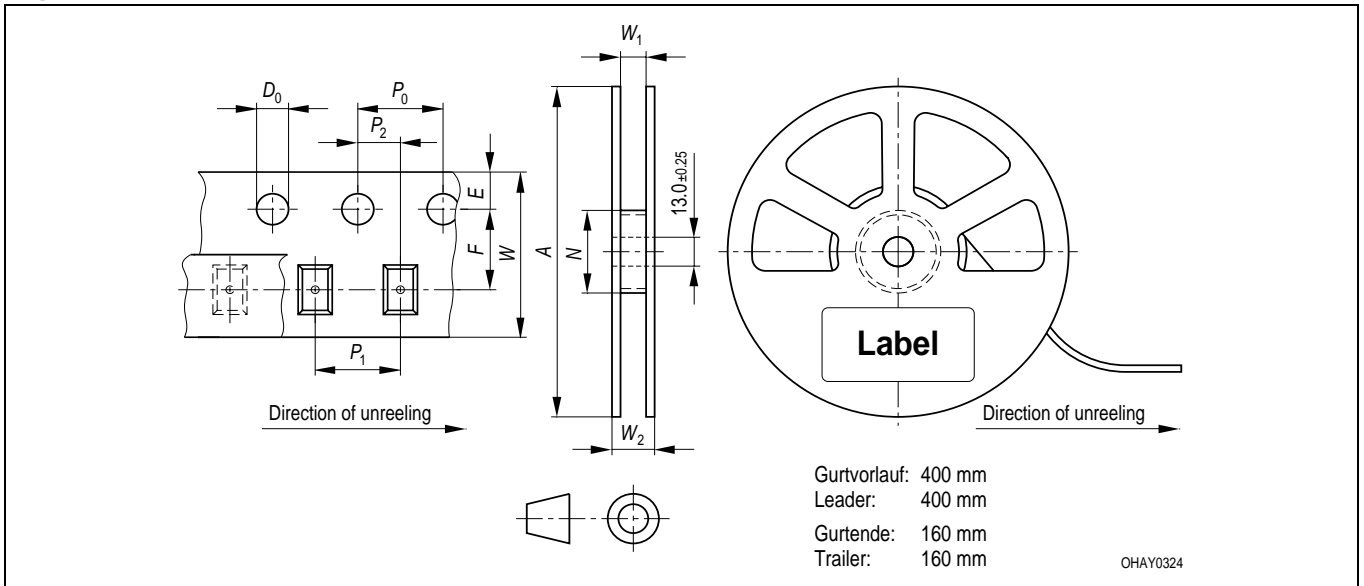 W1
D0
P0
P2
E
F
W
A
N
13.0±0.25
Label
P1
Direction of unreeling
W2
Direction of unreeling
Gurtvorlauf: 400 mm
Leader: 400 mm
Gurtende: 160 mm
Trailer: 160 mm
OHAY0324